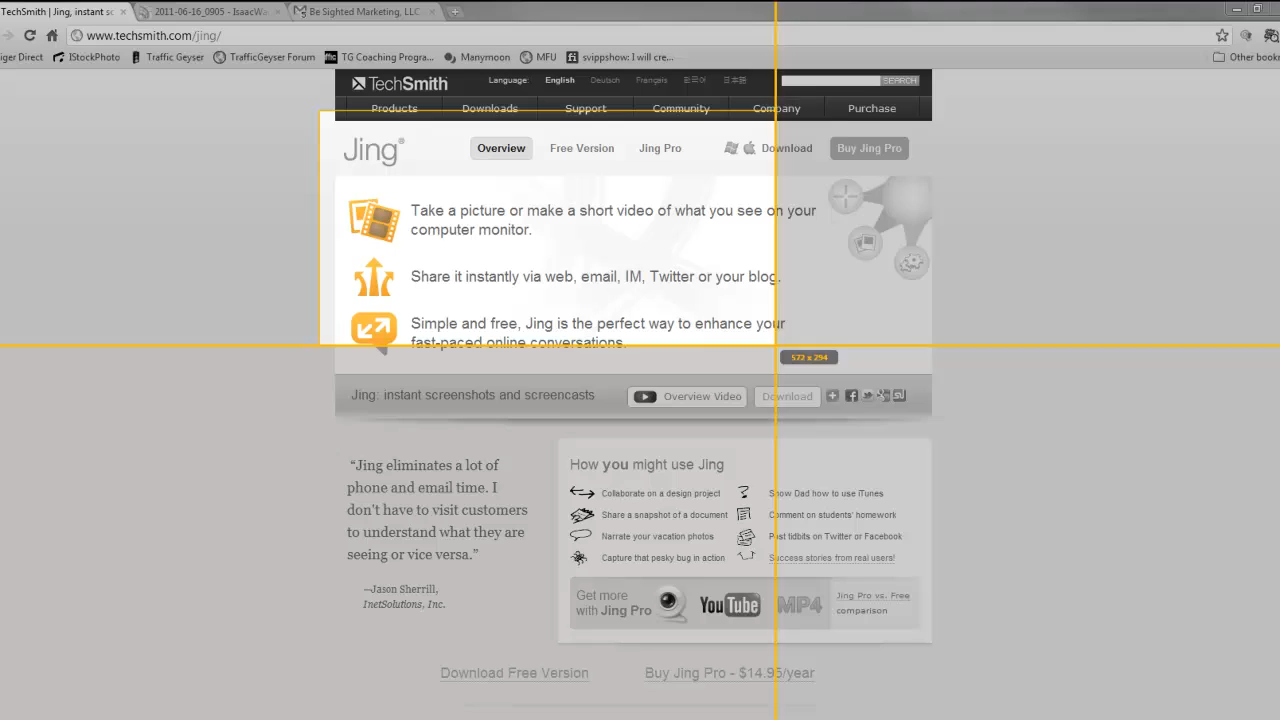 TechSmith | Jing, instant sc
2011-06-16_0905 - IsaacWa
Be Sighted Marketing, LLC
www.techsmith.com/jing/
iger Direct
IStockPhoto
Traffic Geyser
TrafficGeyser Forum
TG Coaching Progra...
Manymoon
MFU
svippshow: I will cre...
Other bookr
TechSmith
Language: English Deutsch Français 한국어 日本語
SEARCH
Products Downloads Support Community Company Purchase
Jing®
Overview Free Version Jing Pro Download Buy Jing Pro
Take a picture or make a short video of what you see on your
computer monitor.
Share it instantly via web, email, IM, Twitter or your blog.
Simple and free, Jing is the perfect way to enhance your
fast-paced online conversations.
572 x 294
Jing: instant screenshots and screencasts
Overview Video
Download
“Jing eliminates a lot of
phone and email time. I
don't have to visit customers
to understand what they are
seeing or vice versa.”
—Jason Sherrill,
InetSolutions, Inc.
How you might use Jing
Collaborate on a design project
Share a snapshot of a document
Narrate your vacation photos
Capture that pesky bug in action
Show Dad how to use iTunes
Comment on students' homework
Post tidbits on Twitter or Facebook
Success stories from real users!
Get more
with Jing Pro
YouTube
MP4
Jing Pro vs. Free
comparison
Download Free Version
Buy Jing Pro - $14.95/year